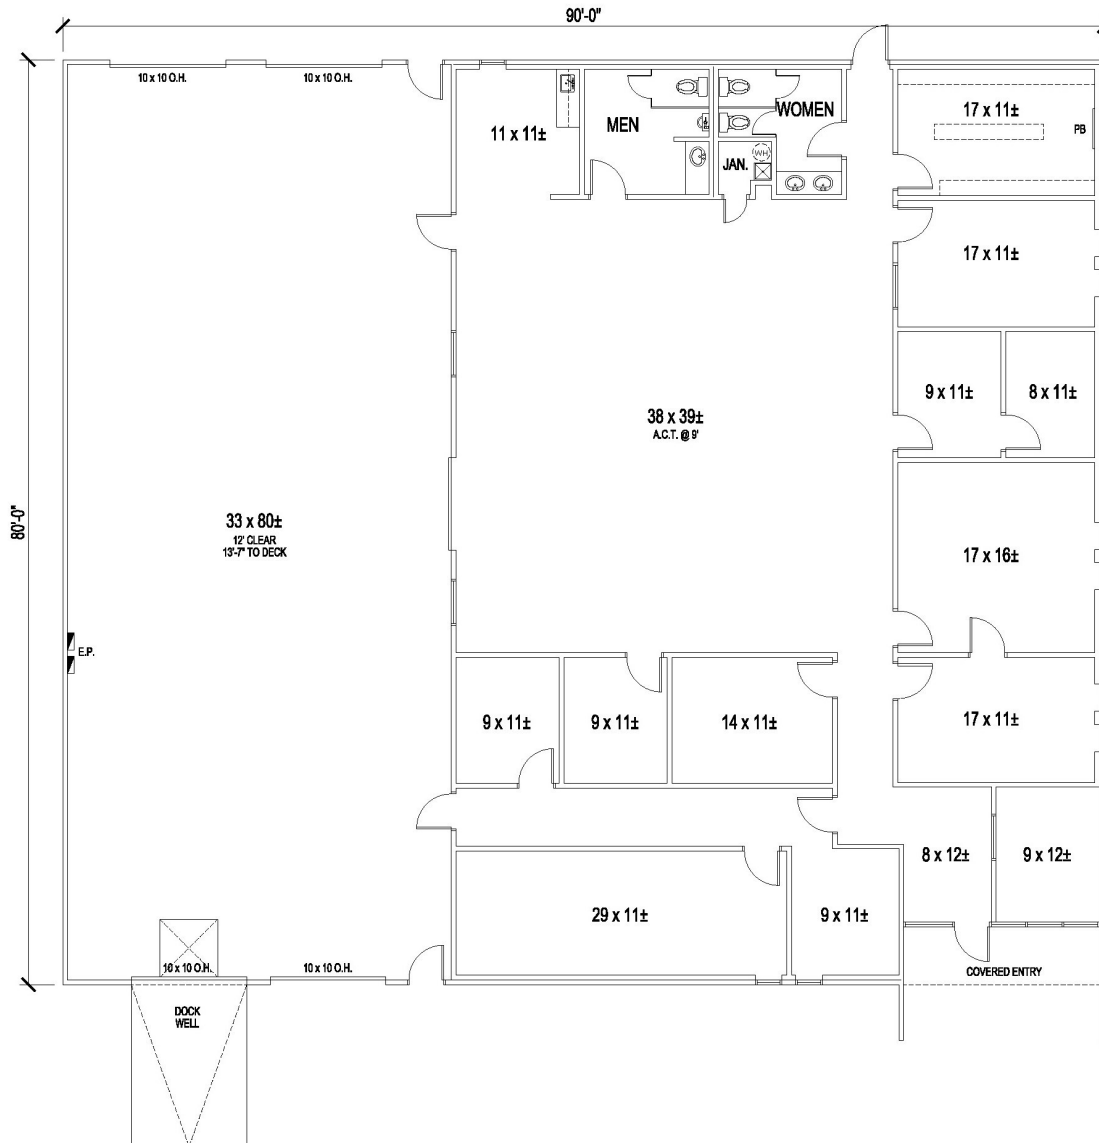 90'-0"
10 x 10 O.H.
10 x 10 O.H.
11 x 11±
MEN
WOMEN
17 x 11±
PB
WH
JAN.
17 x 11±
9 x 11±
8 x 11±
38 x 39±
A.C.T. @ 9'
80'-0"
33 x 80±
12' CLEAR
13'-7" TO DECK
17 x 16±
E.P.
9 x 11±
9 x 11±
14 x 11±
17 x 11±
8 x 12±
9 x 12±
29 x 11±
9 x 11±
10 x 10 O.H.
10 x 10 O.H.
COVERED ENTRY
DOCK
WELL